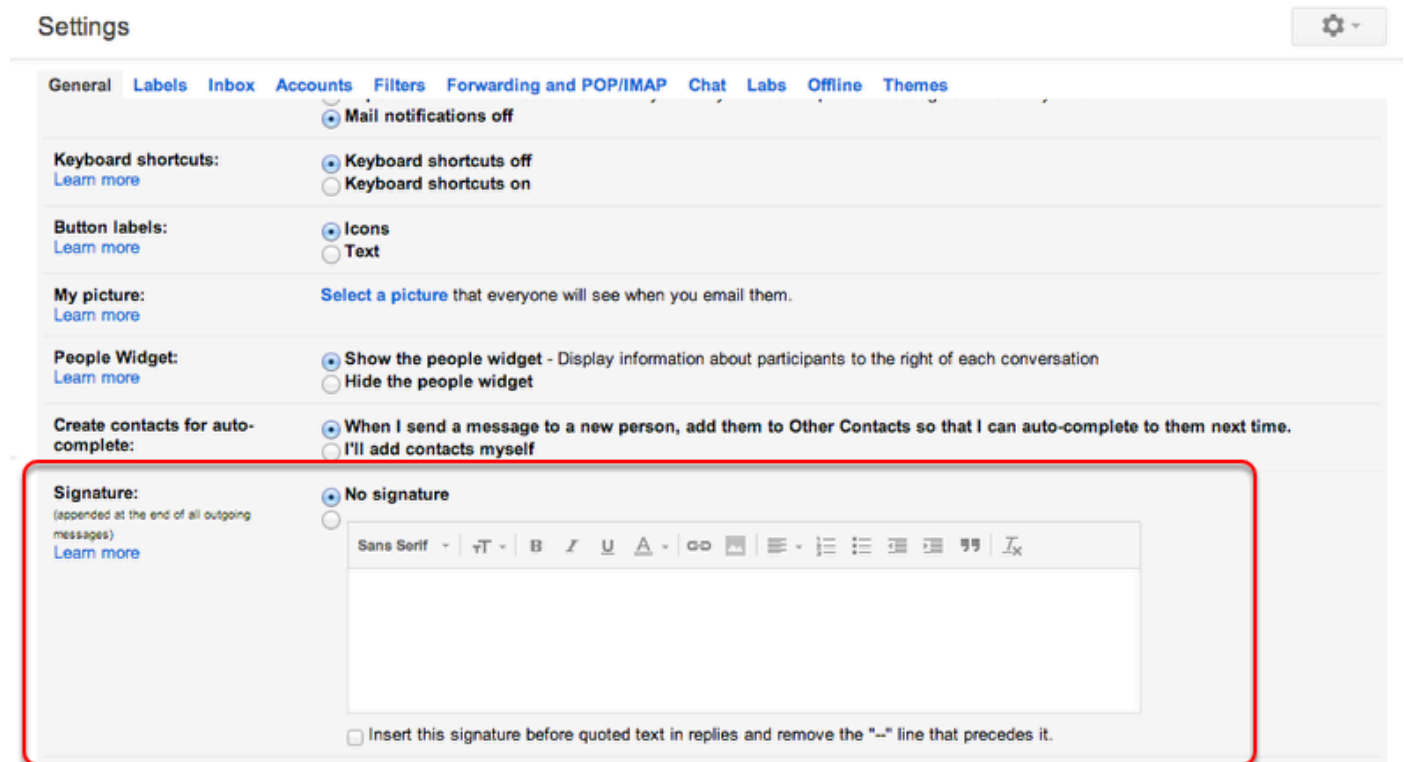 Settings
General Labels Inbox Accounts Filters Forwarding and POP/IMAP Chat Labs Offline Themes
Mail notifications off
Keyboard shortcuts:
Learn more
Keyboard shortcuts off
Keyboard shortcuts on
Button labels:
Learn more
Icons
Text
My picture:
Learn more
Select a picture that everyone will see when you email them.
People Widget:
Learn more
Show the people widget - Display information about participants to the right of each conversation
Hide the people widget
Create contacts for auto-
complete:
When I send a message to a new person, add them to Other Contacts so that I can auto-complete to them next time.
I'll add contacts myself
Signature:
(appended at the end of all outgoing
messages)
Learn more
No signature
Sans Serif
Insert this signature before quoted text in replies and remove the "--" line that precedes it.